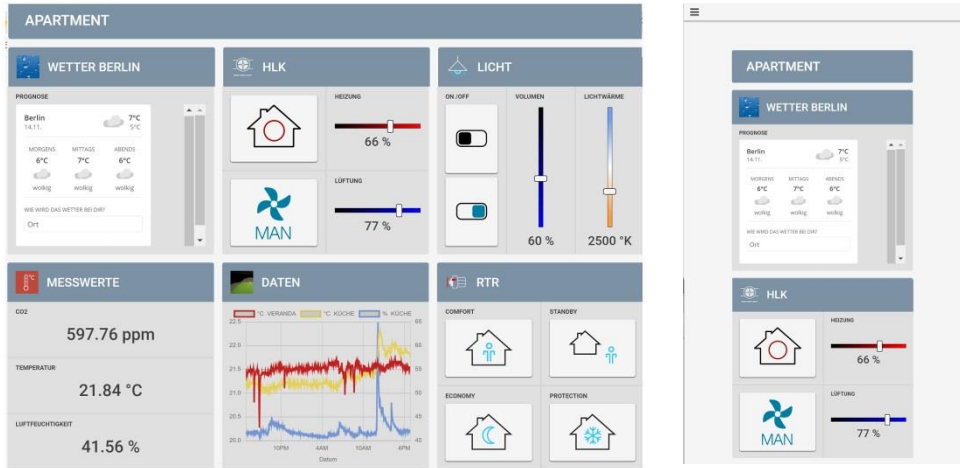 APARTMENT
WETTER BERLIN
PROGNOSE
Berlin
14.11.
7°C
5°C
MORGENS MITTAGS ABENDS
6°C 7°C 6°C
wolkig wolkig wolkig
WIE WIRD DAS WETTER BEI DIR?
Ort
HLK
HEIZUNG
66 %
LÜFTUNG
MAN
77 %
LICHT
ON /OFF VOLUMEN LICHTWÄRME
60 % 2500 °K
MESSWERTE
CO2
597.76 ppm
TEMPERATUR
21.84 °C
LUFTFEUCHTIGKEIT
41.56 %
DATEN
°C VERANDA °C KÜCHE % KÜCHE
22.5 65
22.0 60
21.5 55
21.0 50
20.5 45
20.0 40
10PM 4AM 10AM 4PM
Datum
RTR
COMFORT STANDBY
ECONOMY PROTECTION
APARTMENT
WETTER BERLIN
PROGNOSE
Berlin
14.11.
7°C
5°C
MORGENS MITTAGS ABENDS
6°C 7°C 6°C
wolkig wolkig wolkig
WIE WIRD DAS WETTER BEI DIR?
Ort
HLK
HEIZUNG
66 %
LÜFTUNG
MAN
77 %